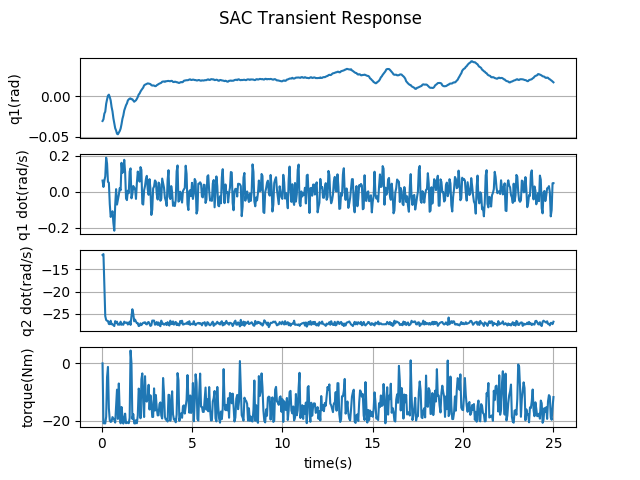 SAC Transient Response
q1(rad)
0.00
−0.05
q1 dot(rad/s)
0.2
0.0
−0.2
q2 dot(rad/s)
−15
−20
−25
torque(Nm)
0
−20
0 5 10 15 20 25
time(s)